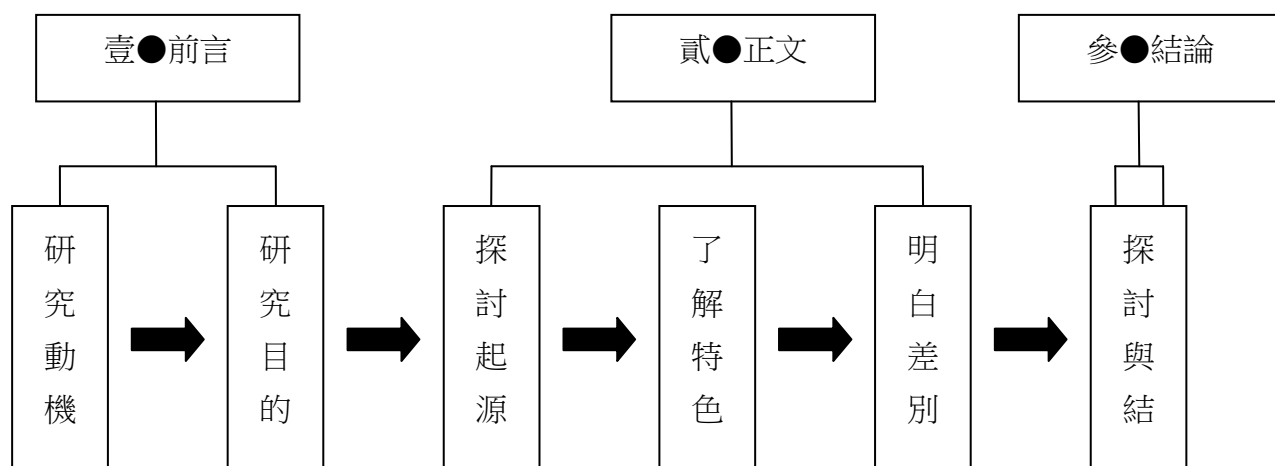 壹●前言
貳●正文
參●結論
研究動機
研究目的
探討起源
了解特色
明白差別
探討與結